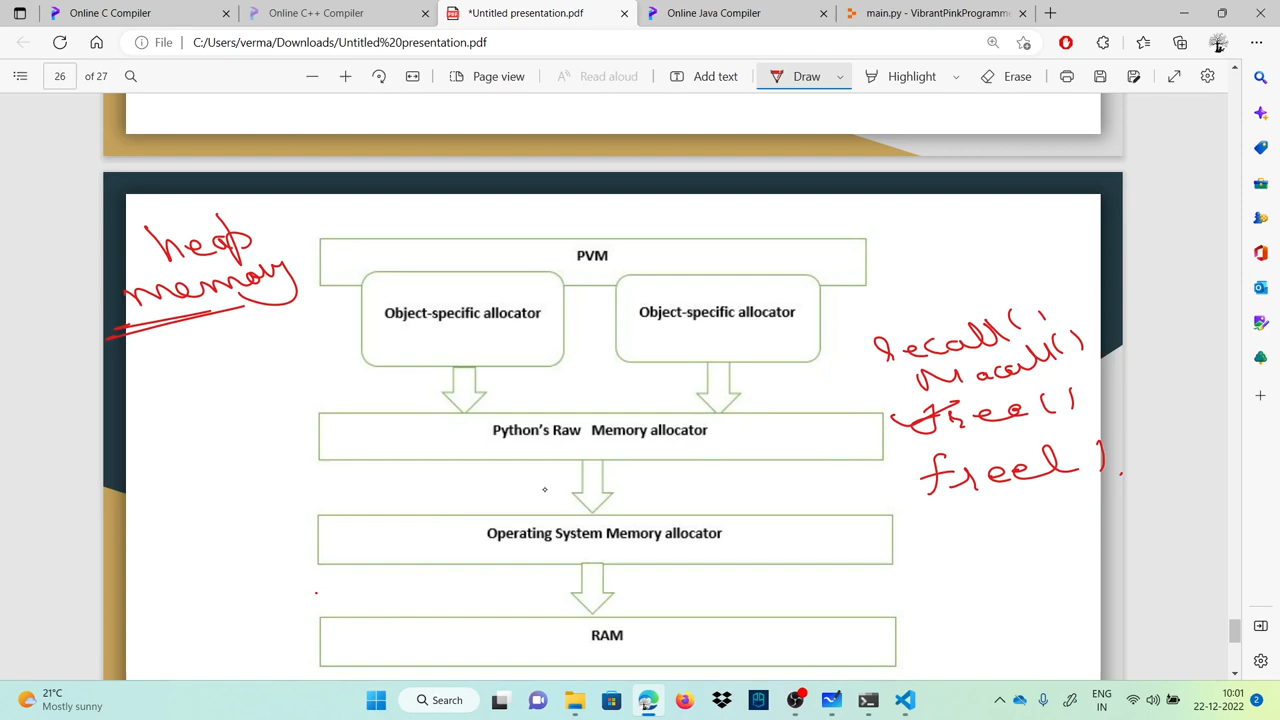 Online C Compiler
Online C++ Compiler
*Untitled presentation.pdf
Online Java Compiler
main.py - VibrantPinkProgramme
File
C:/Users/verma/Downloads/Untitled%20presentation.pdf
26 of 27
Page view
Read aloud
Add text
Draw
Highlight
Erase
heap
memory
PVM
Object-specific allocator
Object-specific allocator
free()
free()
Python's Raw Memory allocator
Operating System Memory allocator
RAM
21°C
Mostly sunny
Search
ENG
IN
10:01
22-12-2022
2